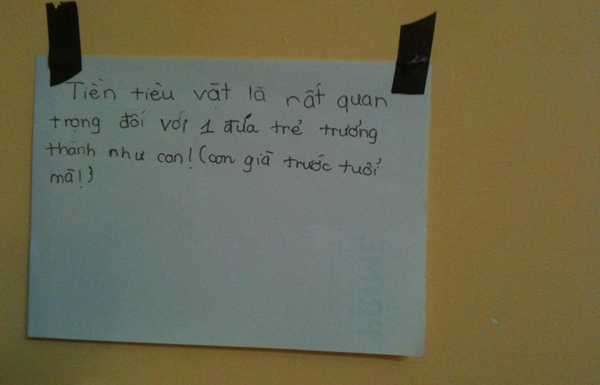 Tiền tiêu vặt là rất quan
trọng đối với 1 đứa trẻ trưởng
thành như con! (con già trước tuổi
mà!)